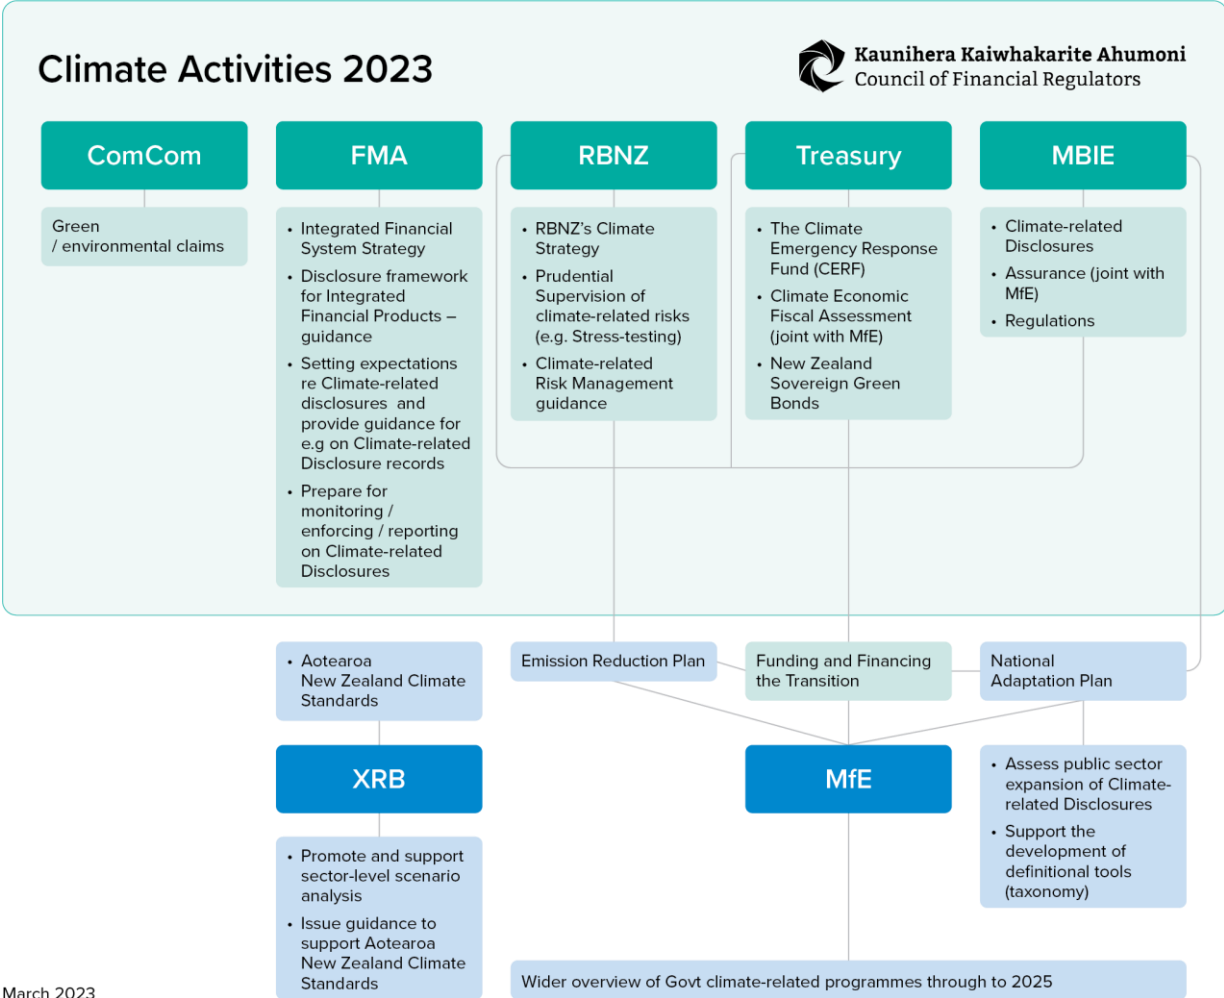 Climate Activities 2023
Kaunihera Kaiwhakarite Ahumoni
Council of Financial Regulators
ComCom
Green
/ environmental claims
FMA
• Integrated Financial
System Strategy
• Disclosure framework
for Integrated
Financial Products –
guidance
• Setting expectations
re Climate-related
disclosures and
provide guidance for
e.g on Climate-related
Disclosure records
• Prepare for
monitoring /
enforcing / reporting
on Climate-related
Disclosures
RBNZ
• RBNZ's Climate
Strategy
• Prudential
Supervision of
climate-related risks
(e.g. Stress-testing)
• Climate-related
Risk Management
guidance
Treasury
• The Climate
Emergency Response
Fund (CERF)
• Climate Economic
Fiscal Assessment
(joint with MfE)
• New Zealand
Sovereign Green
Bonds
MBIE
• Climate-related
Disclosures
• Assurance (joint with
MfE)
• Regulations
• Aotearoa
New Zealand Climate
Standards
Emission Reduction Plan
Funding and Financing
the Transition
National
Adaptation Plan
XRB
• Promote and support
sector-level scenario
analysis
• Issue guidance to
support Aotearoa
New Zealand Climate
Standards
MfE
• Assess public sector
expansion of Climate-
related Disclosures
• Support the
development of
definitional tools
(taxonomy)
Wider overview of Govt climate-related programmes through to 2025
March 2023